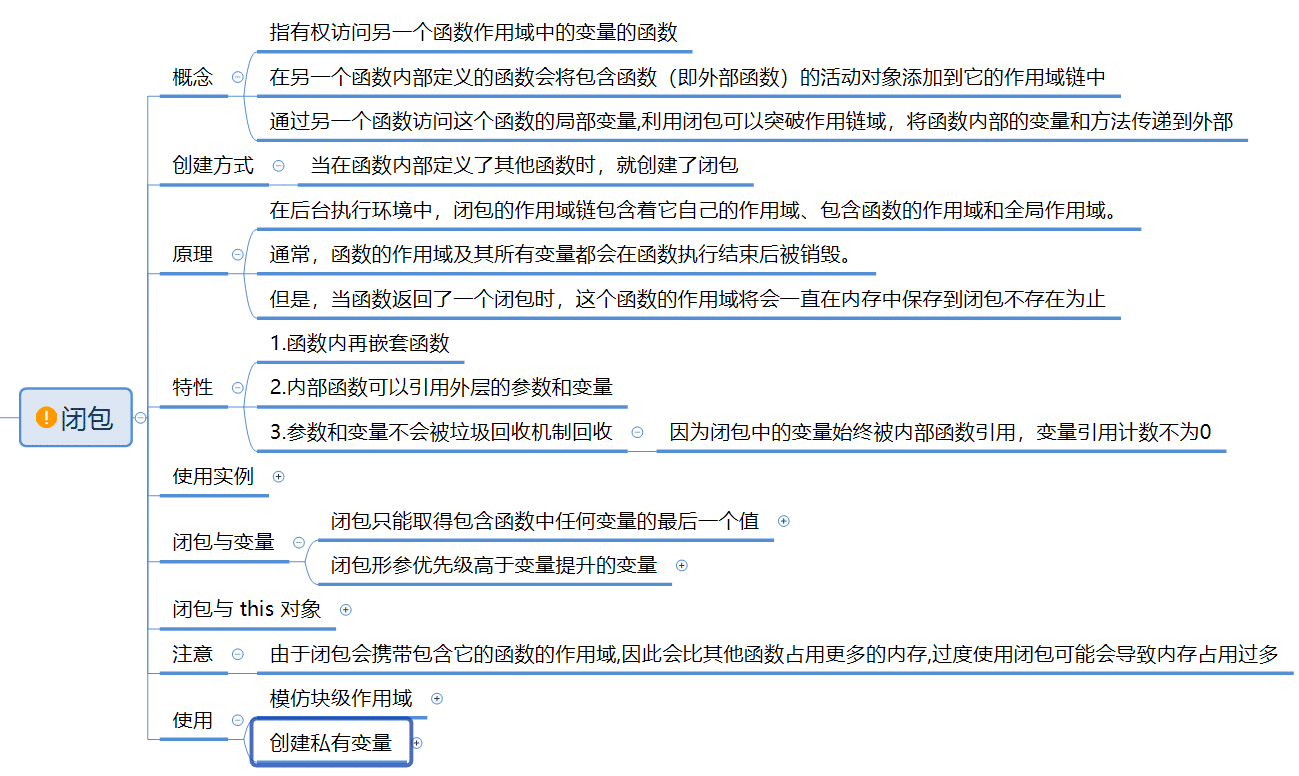 闭包
概念
指有权访问另一个函数作用域中的变量的函数
在另一个函数内部定义的函数会将包含函数（即外部函数）的活动对象添加到它的作用域链中
通过另一个函数访问这个函数的局部变量,利用闭包可以突破作用链域，将函数内部的变量和方法传递到外部
创建方式
当在函数内部定义了其他函数时，就创建了闭包
原理
在后台执行环境中，闭包的作用域链包含着它自己的作用域、包含函数的作用域和全局作用域。
通常，函数的作用域及其所有变量都会在函数执行结束后被销毁。
但是，当函数返回了一个闭包时，这个函数的作用域将会一直在内存中保存到闭包不存在为止
特性
1.函数内再嵌套函数
2.内部函数可以引用外层的参数和变量
3.参数和变量不会被垃圾回收机制回收
因为闭包中的变量始终被内部函数引用，变量引用计数不为0
使用实例
闭包与变量
闭包只能取得包含函数中任何变量的最后一个值
闭包形参优先级高于变量提升的变量
闭包与 this 对象
注意
由于闭包会携带包含它的函数的作用域,因此会比其他函数占用更多的内存,过度使用闭包可能会导致内存占用过多
使用
模仿块级作用域
创建私有变量